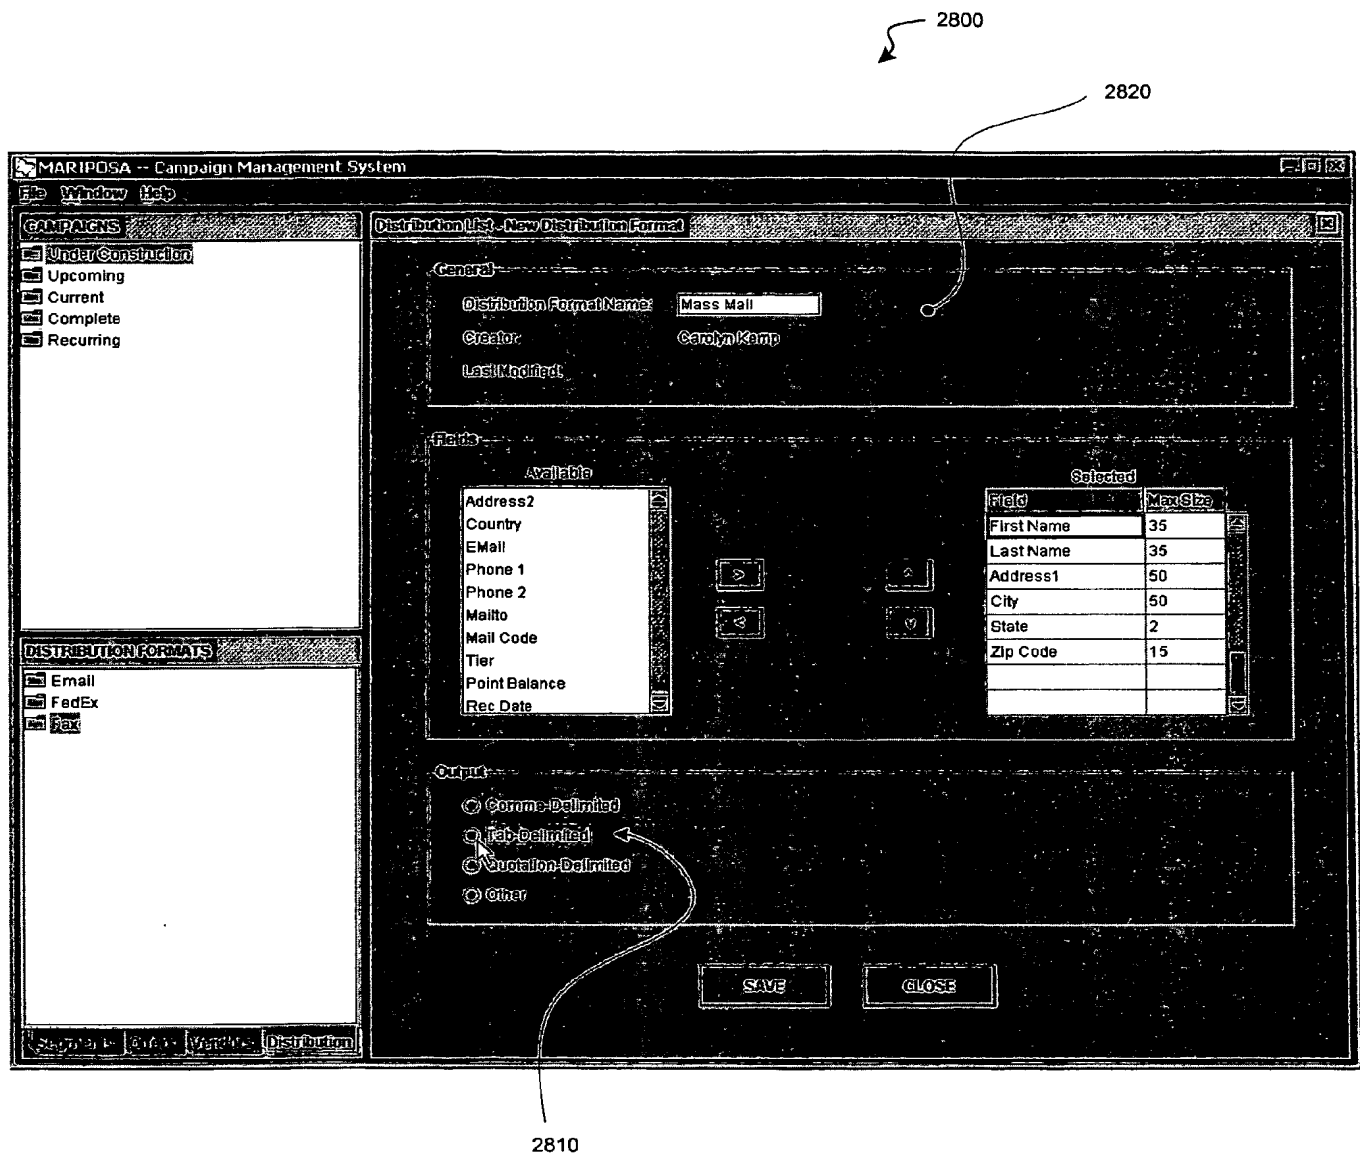 2800
2820
MARIPOSA -- Campaign Management System
File Window Help
CAMPAIGNS
Under Construction
Upcoming
Current
Complete
Recurring
DISTRIBUTION FORMATS
Email
FedEx
Fax
Segments Vendors Distribution
Distribution List - New Distribution Format
General
Distribution Format Name: Mass Mail
Creator: Carolyn Kemp
Last Modified:
Fields
Available
Address2
Country
EMail
Phone 1
Phone 2
Mailto
Mail Code
Tier
Point Balance
Rec Date
>
<
^
v
Selected
Field Max Size
First Name 35
Last Name 35
Address1 50
City 50
State 2
Zip Code 15
Output
Comma-Delimited
Tab-Delimited
Quotation-Delimited
Other
SAVE CLOSE
2810